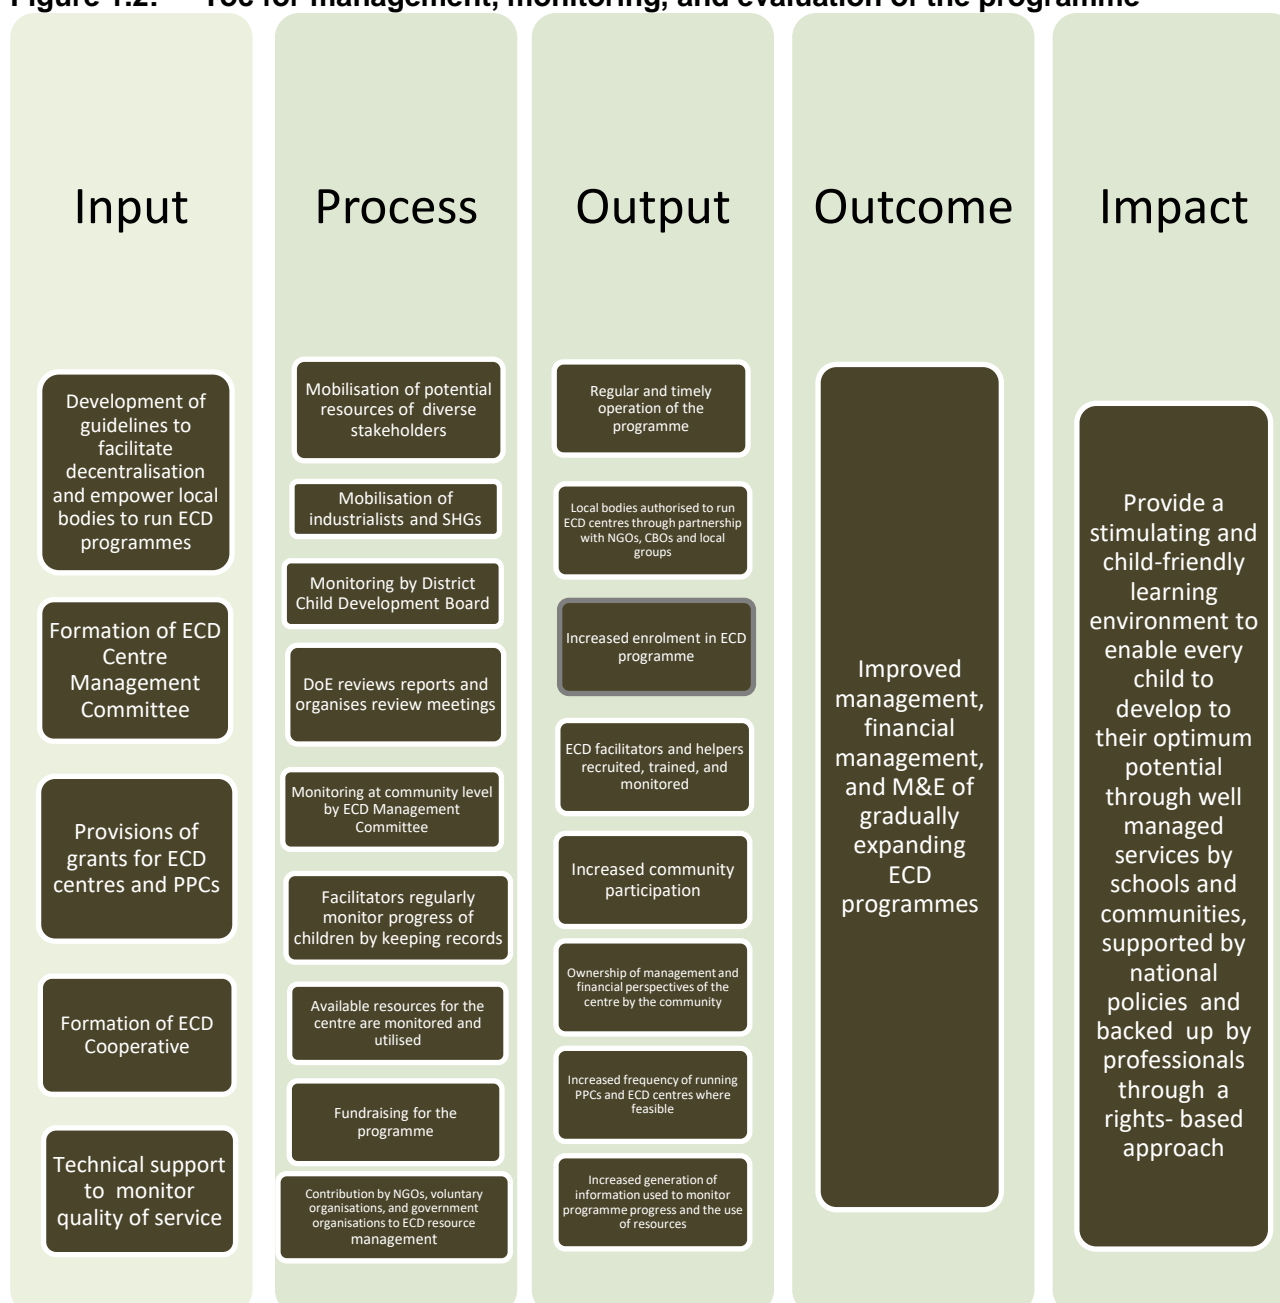 Figure 1.2: ToC for management, monitoring, and evaluation of the programme
Input
Development of
guidelines to
facilitate
decentralisation
and empower local
bodies to run ECD
programmes
Formation of ECD
Centre
Management
Committee
Provisions of
grants for ECD
centres and PPCs
Formation of ECD
Cooperative
Technical support
to monitor
quality of service
Process
Mobilisation of potential
resources of diverse
stakeholders
Mobilisation of
industrialists and SHGs
Monitoring by District
Child Development Board
DoE reviews reports and
organises review meetings
Monitoring at community level
by ECD Management
Committee
Facilitators regularly
monitor progress of
children by keeping records
Available resources for the
centre are monitored and
utilised
Fundraising for the
programme
Contribution by NGOs, voluntary
organisations, and government
organisations to ECD resource
management
Output
Regular and timely
operation of the
programme
Local bodies authorised to run
ECD centres through partnership
with NGOs, CBOs and local
groups
Increased enrolment in ECD
programme
ECD facilitators and helpers
recruited, trained, and
monitored
Increased community
participation
Ownership of management and
financial perspectives of the
centre by the community
Increased frequency of running
PPCs and ECD centres where
feasible
Increased generation of
information used to monitor
programme progress and the use
of resources
Outcome
Improved
management,
financial
management,
and M&E of
gradually
expanding
ECD
programmes
Impact
Provide a
stimulating and
child-friendly
learning
environment to
enable every
child to
develop to
their optimum
potential
through well
managed
services by
schools and
communities,
supported by
national
policies and
backed up by
professionals
through a
rights- based
approach